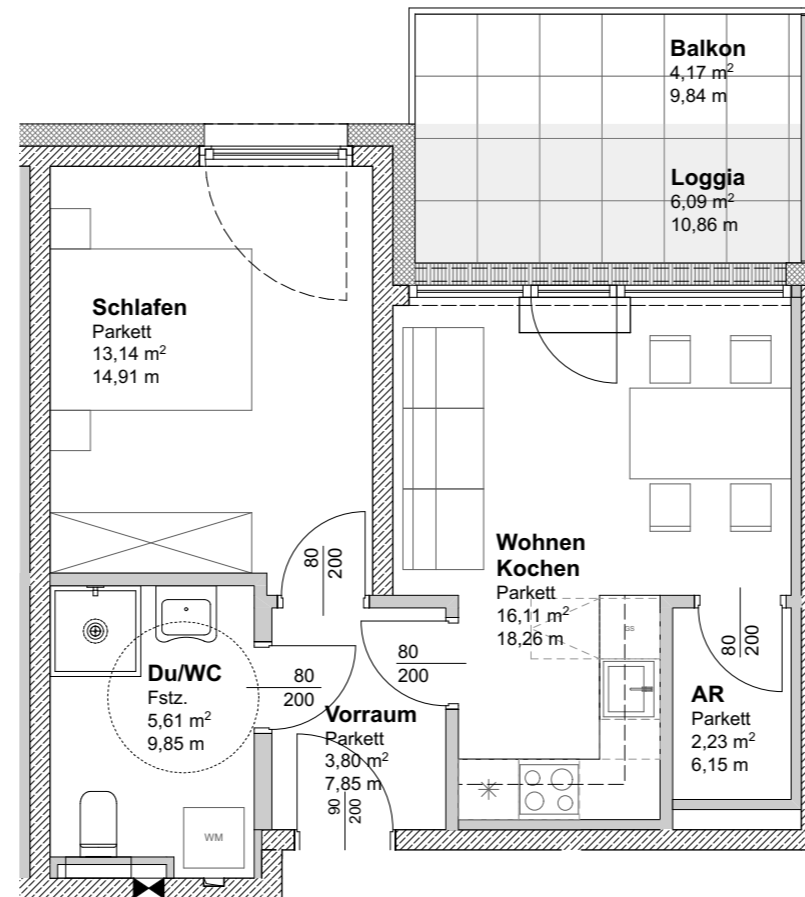 Balkon
4,17 m²
9,84 m
Loggia
6,09 m²
10,86 m
Schlafen
Parkett
13,14 m²
14,91 m
Wohnen
Kochen
Parkett
16,11 m²
18,26 m
80
200
80
200
80
200
80
200
GS
Du/WC
Fstz.
5,61 m²
9,85 m
Vorraum
Parkett
3,80 m²
7,85 m
90
200
AR
Parkett
2,23 m²
6,15 m
WM